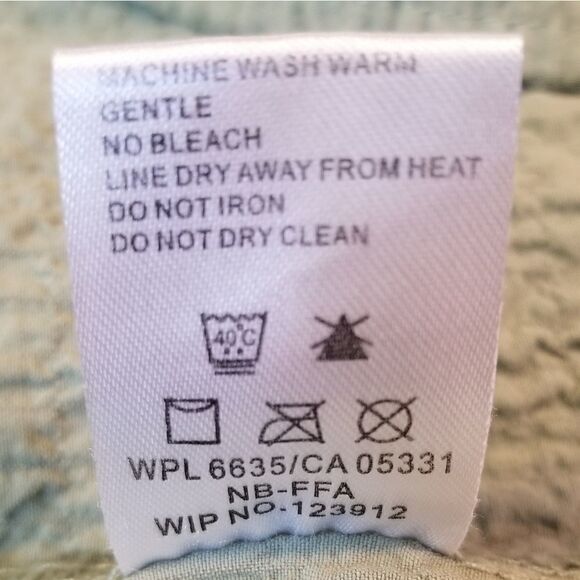 MACHINE WASH WARM
GENTLE
NO BLEACH
LINE DRY AWAY FROM HEAT
DO NOT IRON
DO NOT DRY CLEAN
40°C
WPL 6635/CA 05331
NB-FFA
WIP NO-123912